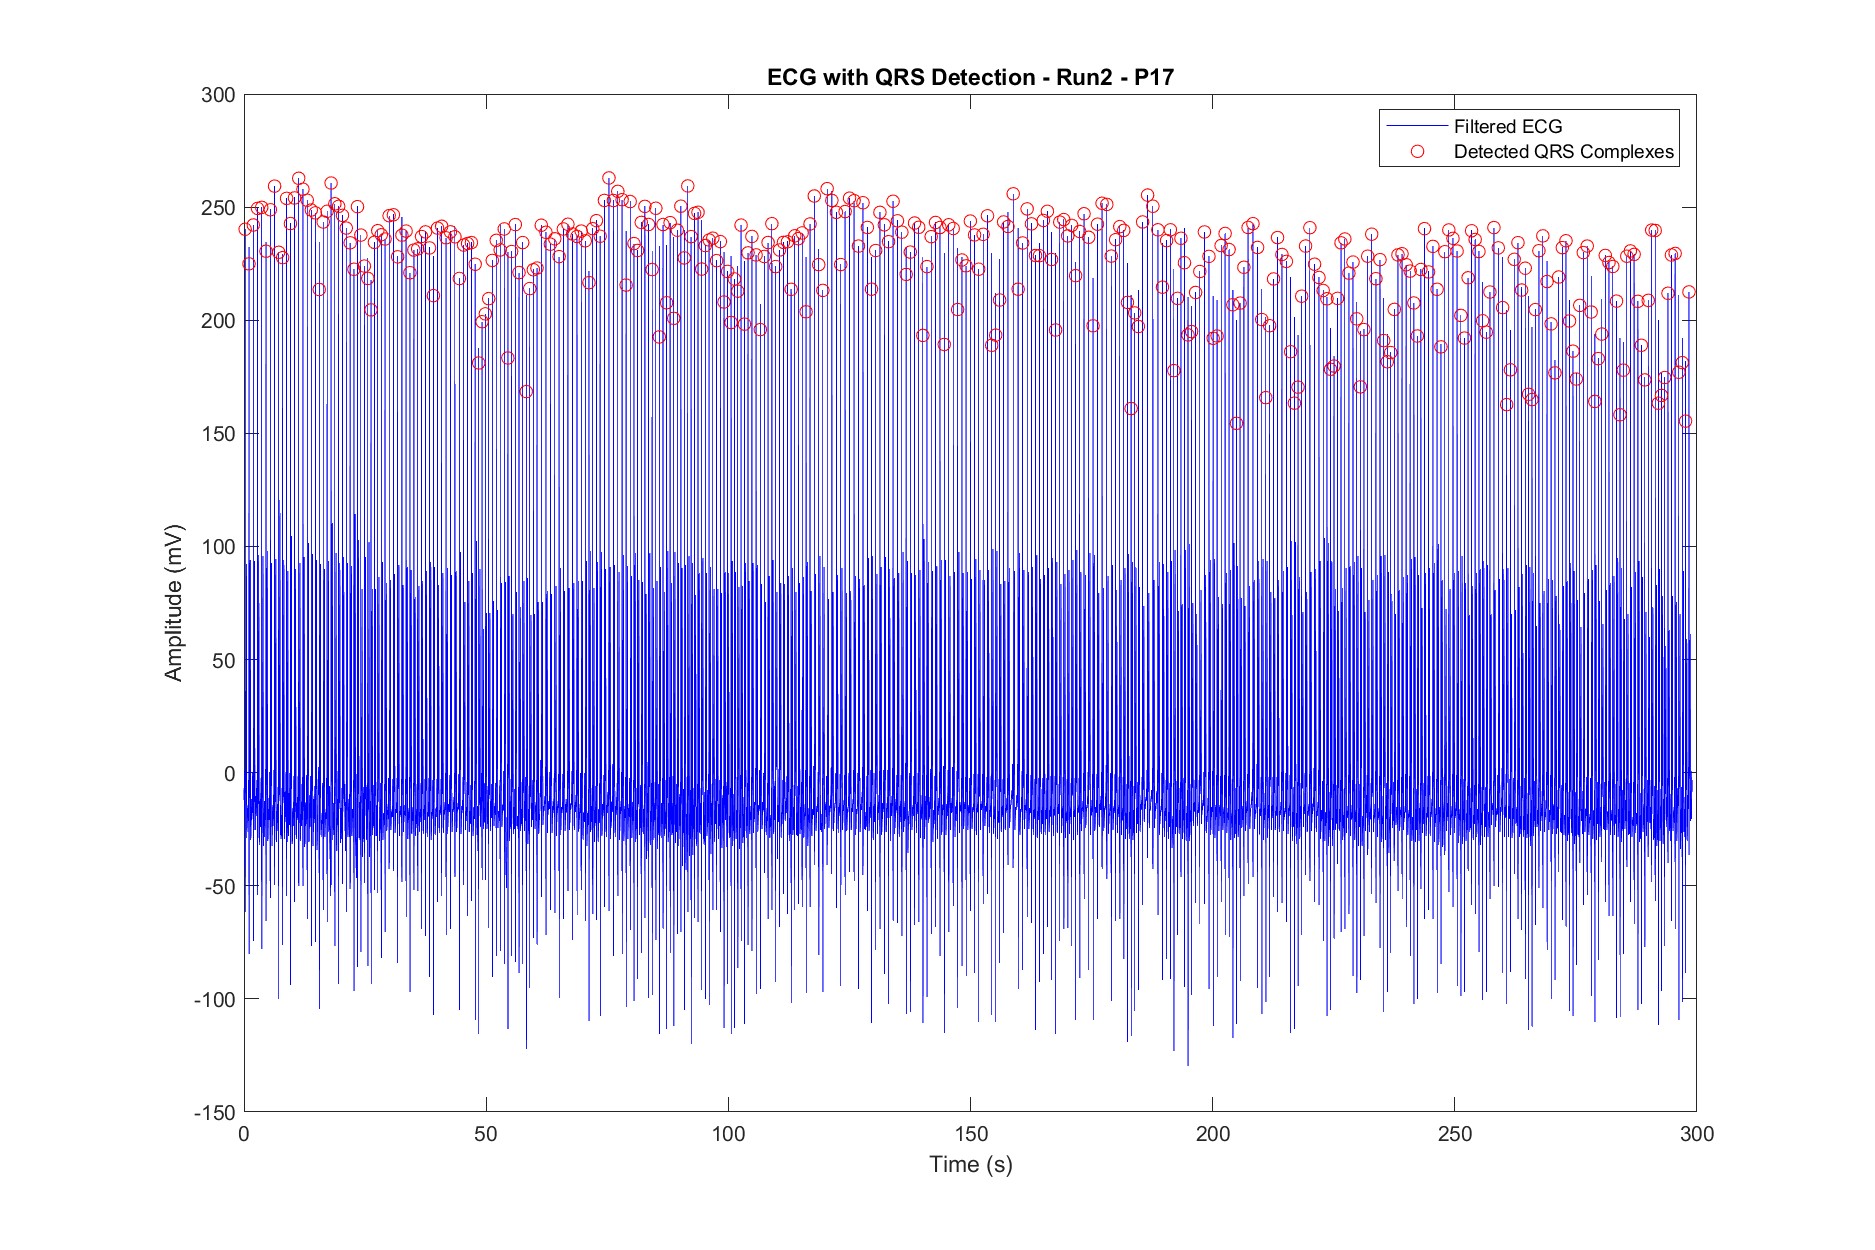 ECG with QRS Detection - Run2 - P17
300
250
200
150
100
50
0
-50
-100
-150
Amplitude (mV)
Filtered ECG
Detected QRS Complexes
0 50 100 150 200 250 300
Time (s)